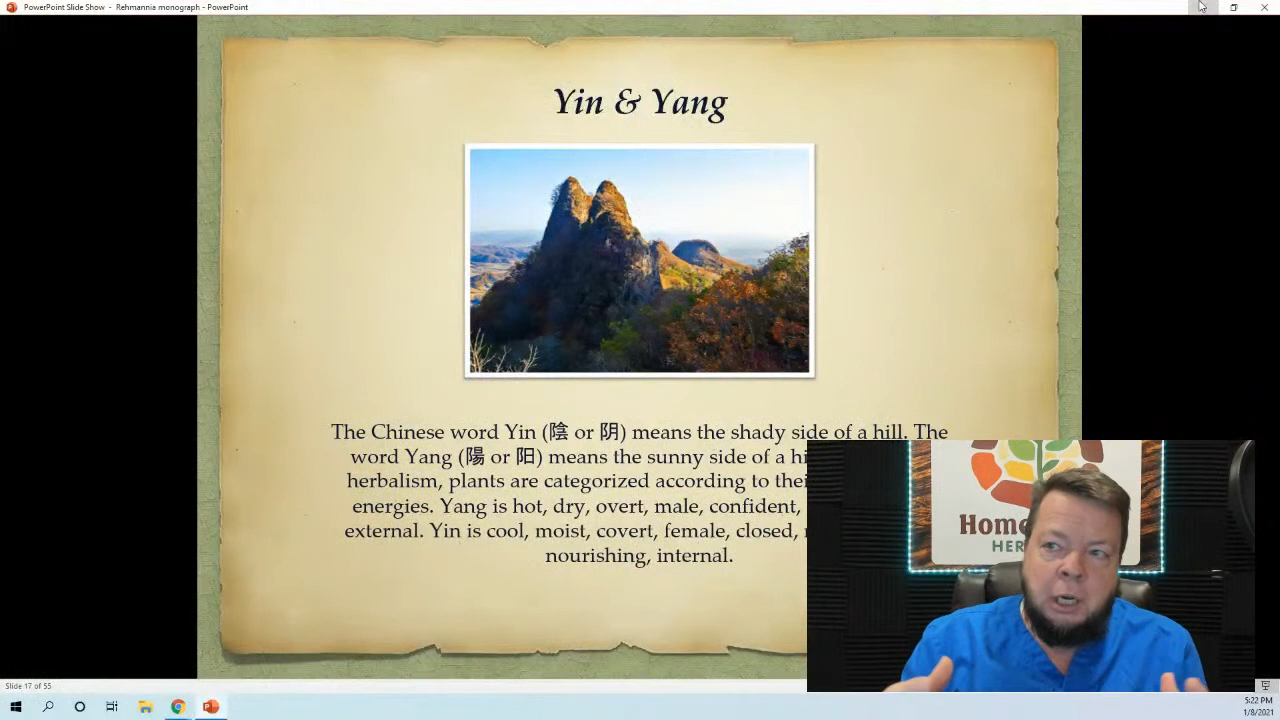 PowerPoint Slide Show - Rehmannia monograph - PowerPoint
Yin & Yang
The Chinese word Yin (陰 or 阴) means the shady side of a hill. The
word Yang (陽 or 阳) means the sunny side of a
herbalism, plants are categorized according to
energies. Yang is hot, dry, overt, male, confident,
external. Yin is cool, moist, covert, female, closed,
nourishing, internal.
Home
HER
Slide 17 of 55
5:22 PM
1/8/2021